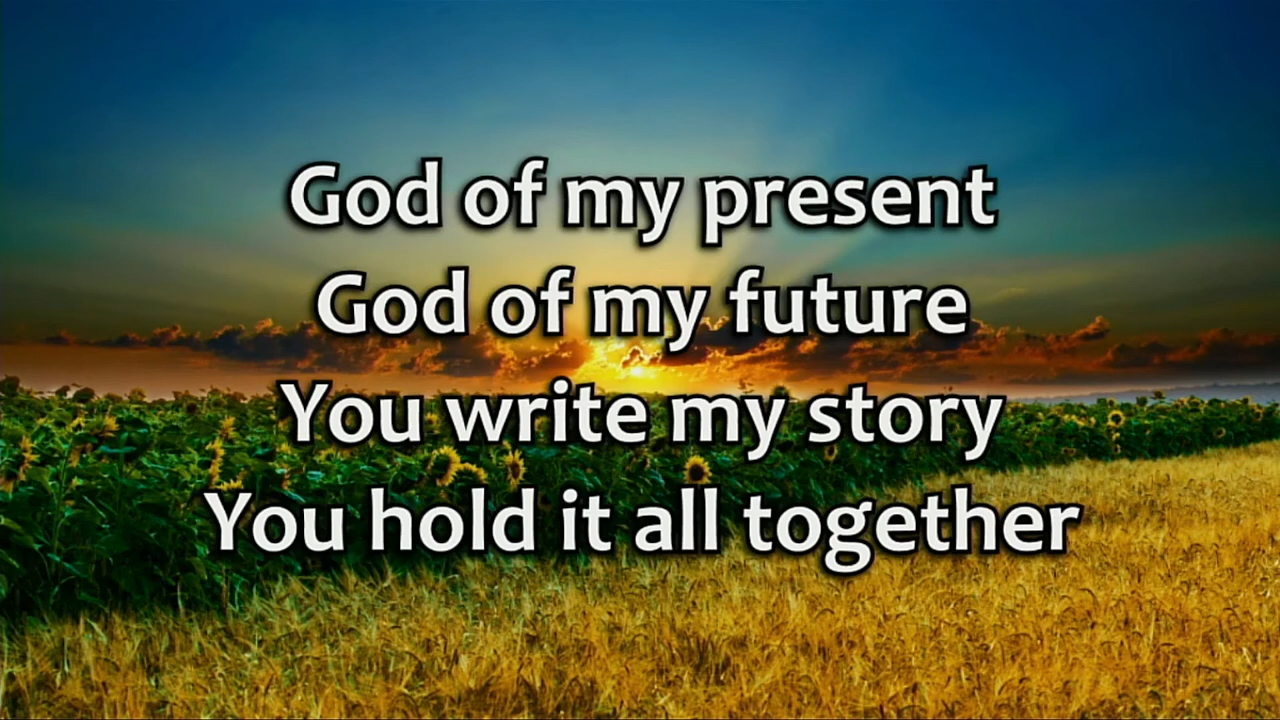 God of my present
God of my future
You write my story
You hold it all together